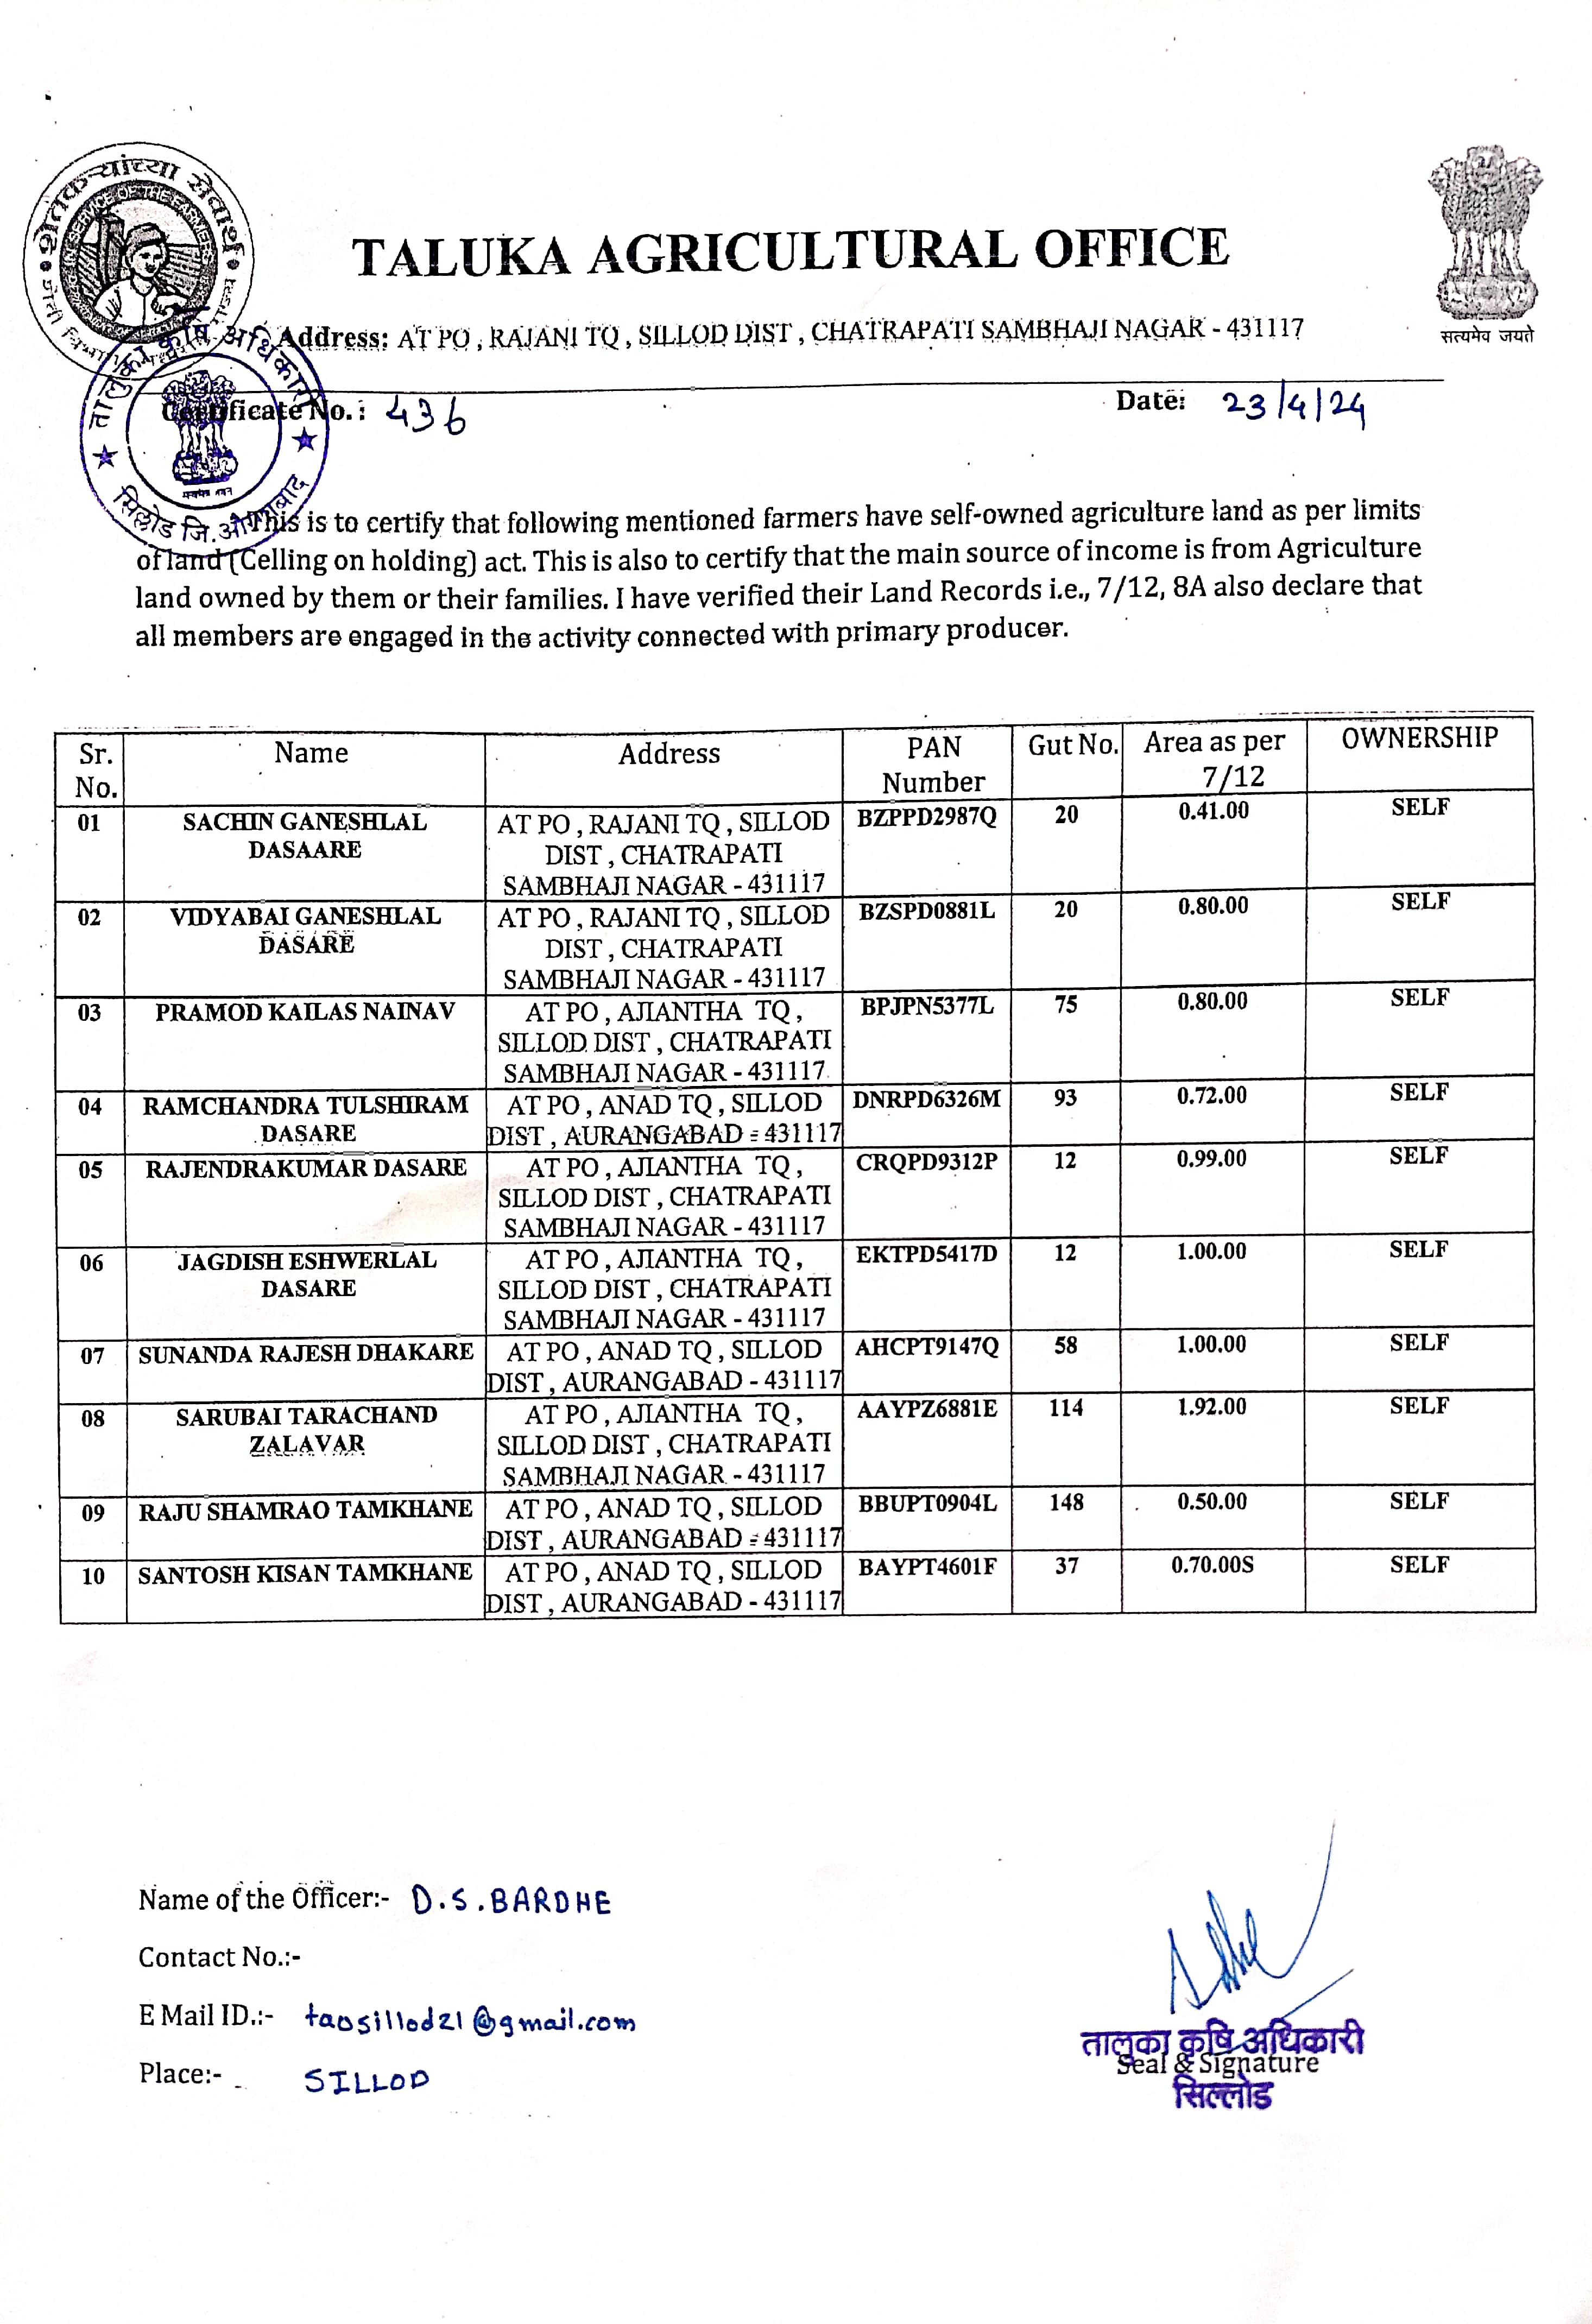 शेतकऱ्यांच्या सेवार्थ
SERVICE OF THE FARMERS
सत्यमेव जयते
TALUKA AGRICULTURAL OFFICE
Address: AT PO , RAJANI TQ , SILLOD DIST , CHATRAPATI SAMBHAJI NAGAR - 431117
तालुका कृषि अधिकारी
सिल्लोड जि.औरंगाबाद
Certificate No. : 436
Date: 23/4/24
This is to certify that following mentioned farmers have self-owned agriculture land as per limits
of land (Celling on holding) act. This is also to certify that the main source of income is from Agriculture
land owned by them or their families. I have verified their Land Records i.e., 7/12, 8A also declare that
all members are engaged in the activity connected with primary producer.
Sr. No. Name Address PAN Number Gut No. Area as per 7/12 OWNERSHIP
01 SACHIN GANESHLAL DASAARE AT PO , RAJANI TQ , SILLOD DIST , CHATRAPATI SAMBHAJI NAGAR - 431117 BZPPD2987Q 20 0.41.00 SELF
02 VIDYABAI GANESHLAL DASARE AT PO , RAJANI TQ , SILLOD DIST , CHATRAPATI SAMBHAJI NAGAR - 431117 BZSPD0881L 20 0.80.00 SELF
03 PRAMOD KAILAS NAINAV AT PO , AJIANTHA TQ , SILLOD DIST , CHATRAPATI SAMBHAJI NAGAR - 431117 BPJPN5377L 75 0.80.00 SELF
04 RAMCHANDRA TULSHIRAM DASARE AT PO , ANAD TQ , SILLOD DIST , AURANGABAD - 431117 DNRPD6326M 93 0.72.00 SELF
05 RAJENDRAKUMAR DASARE AT PO , AJIANTHA TQ , SILLOD DIST , CHATRAPATI SAMBHAJI NAGAR - 431117 CRQPD9312P 12 0.99.00 SELF
06 JAGDISH ESHWERLAL DASARE AT PO , AJIANTHA TQ , SILLOD DIST , CHATRAPATI SAMBHAJI NAGAR - 431117 EKTPD5417D 12 1.00.00 SELF
07 SUNANDA RAJESH DHAKARE AT PO , ANAD TQ , SILLOD DIST , AURANGABAD - 431117 AHCPT9147Q 58 1.00.00 SELF
08 SARUBAI TARACHAND ZALAVAR AT PO , AJIANTHA TQ , SILLOD DIST , CHATRAPATI SAMBHAJI NAGAR - 431117 AAYPZ6881E 114 1.92.00 SELF
09 RAJU SHAMRAO TAMKHANE AT PO , ANAD TQ , SILLOD DIST , AURANGABAD - 431117 BBUPT0904L 148 0.50.00 SELF
10 SANTOSH KISAN TAMKHANE AT PO , ANAD TQ , SILLOD DIST , AURANGABAD - 431117 BAYPT4601F 37 0.70.00S SELF
Name of the Officer:- D.S.BARDHE
Contact No.:-
E Mail ID.:- taosillod21@gmail.com
Place:- SILLOD
तालुका कृषि अधिकारी
Seal & Signature
सिल्लोड